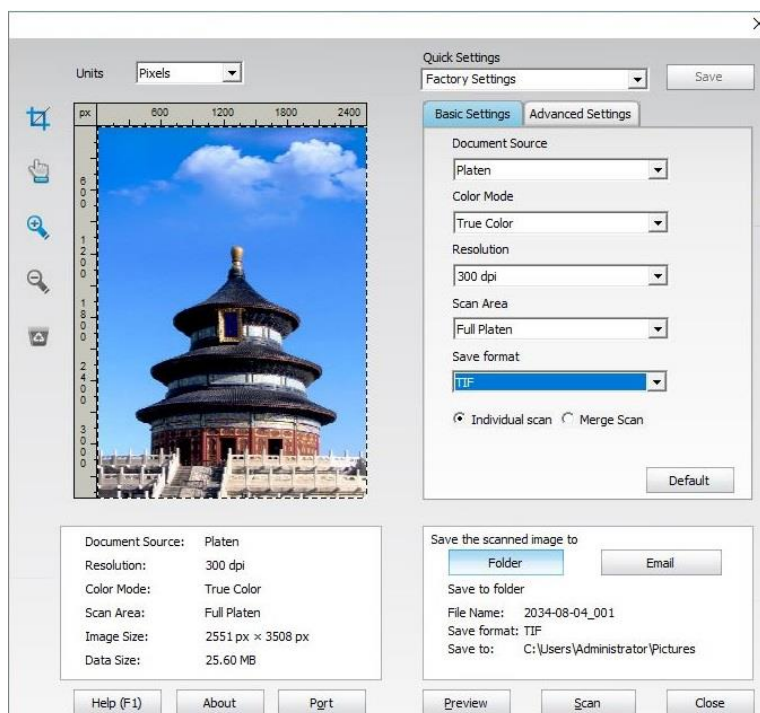 Units Pixels
Quick Settings
Factory Settings Save
px 600 1200 1800 2400
600
1200
1800
2400
3000
Basic Settings Advanced Settings
Document Source
Platen
Color Mode
True Color
Resolution
300 dpi
Scan Area
Full Platen
Save format
TIF
Individual scan Merge Scan
Default
Document Source: Platen
Resolution: 300 dpi
Color Mode: True Color
Scan Area: Full Platen
Image Size: 2551 px × 3508 px
Data Size: 25.60 MB
Save the scanned image to
Folder Email
Save to folder
File Name: 2034-08-04_001
Save format: TIF
Save to: C:\Users\Administrator\Pictures
Help (F1) About Port
Preview Scan Close